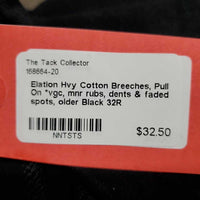 The Tack Collector
168664-20
Elation Hvy Cotton Breeches, Pull
On *vgc, mnr rubs, dents & faded
spots, older Black 32R
NNTSTS
$32.50